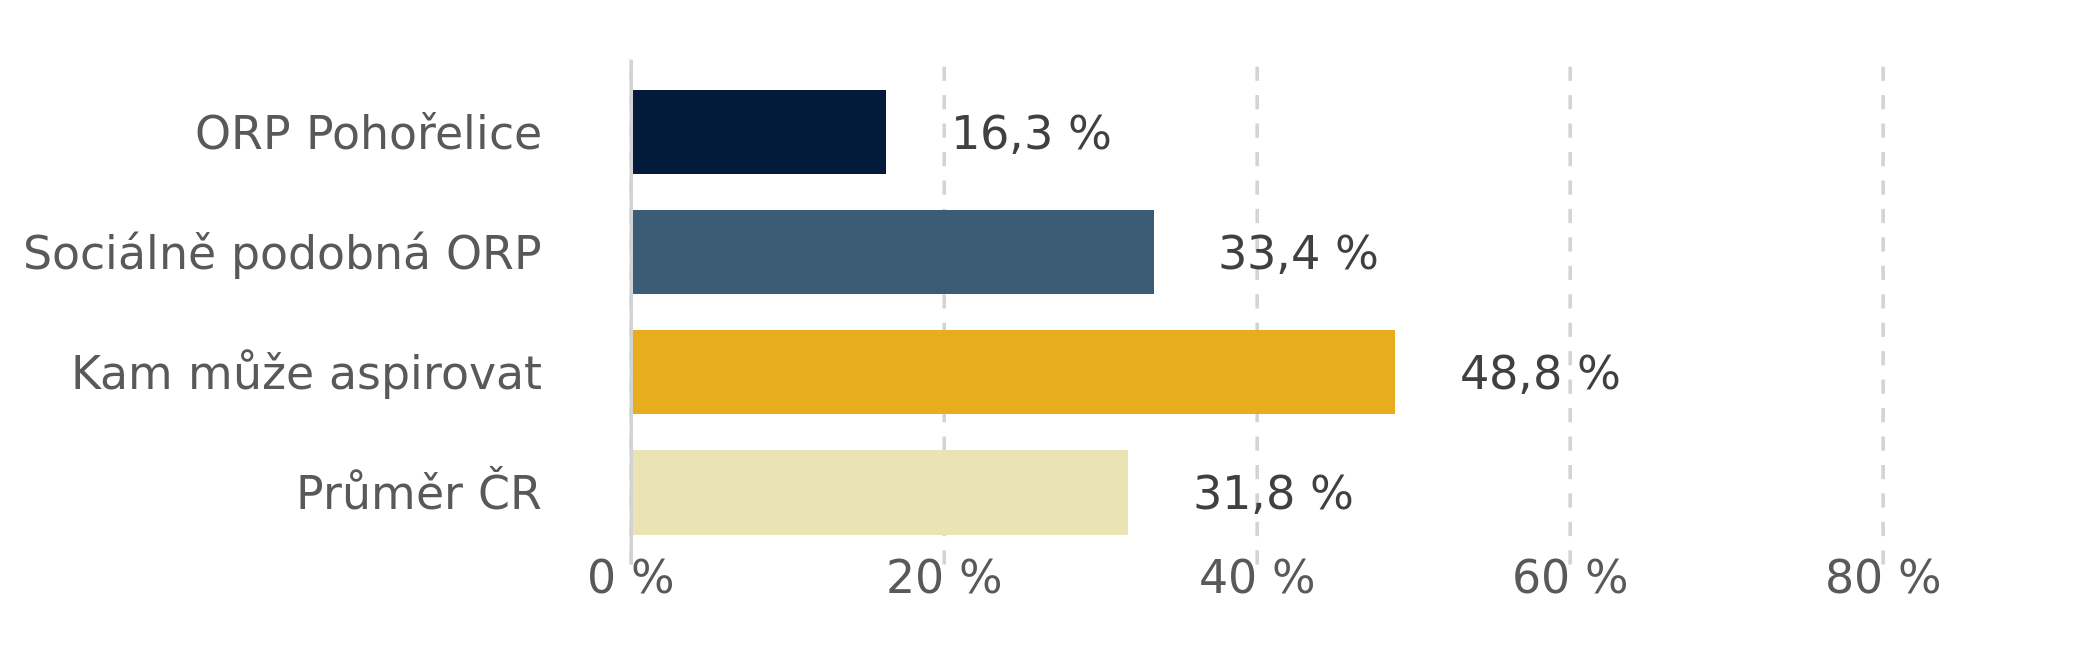 ORP Pohořelice
16,3 %
Sociálně podobná ORP
33,4 %
Kam může aspirovat
48,8 %
Průměr ČR
31,8 %
0 %
20 %
40 %
60 %
80 %